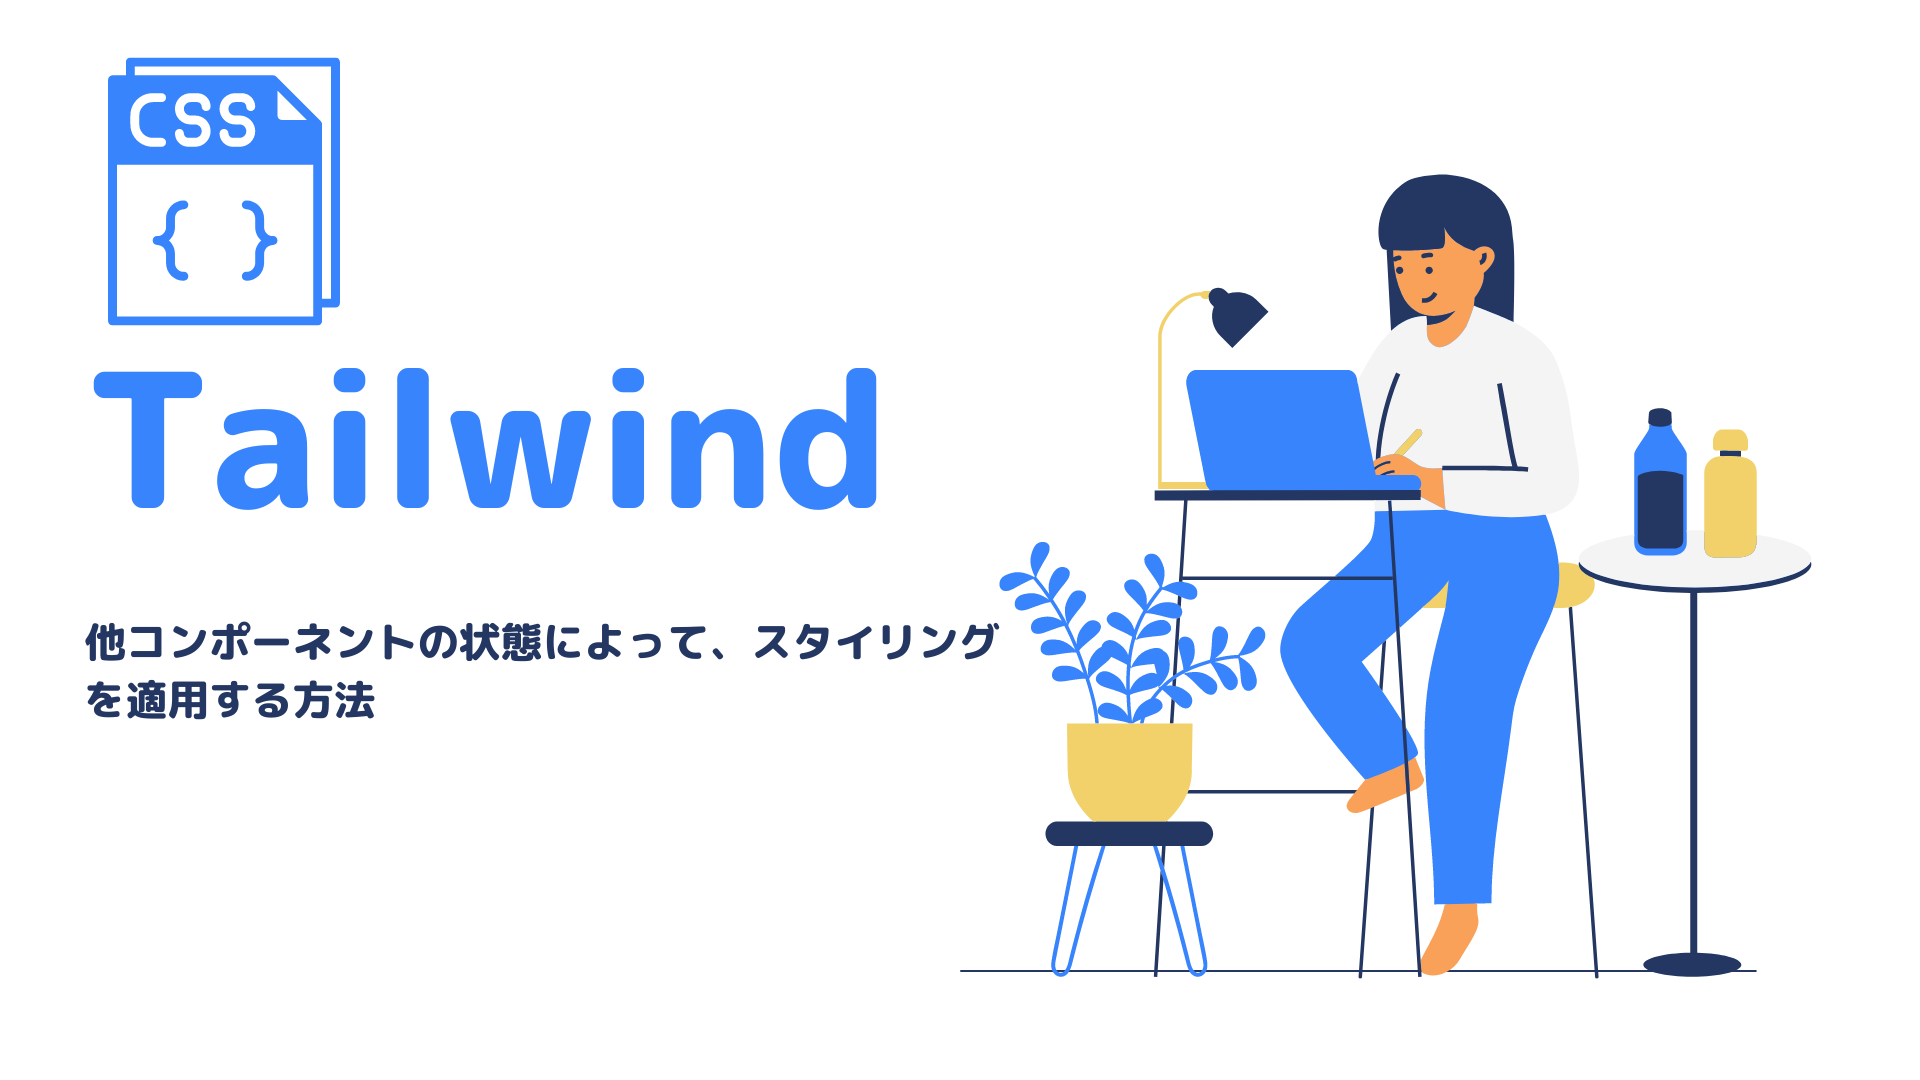 CSS
{ }
Tailwind
他コンポーネントの状態によって、スタイリング
を適用する方法